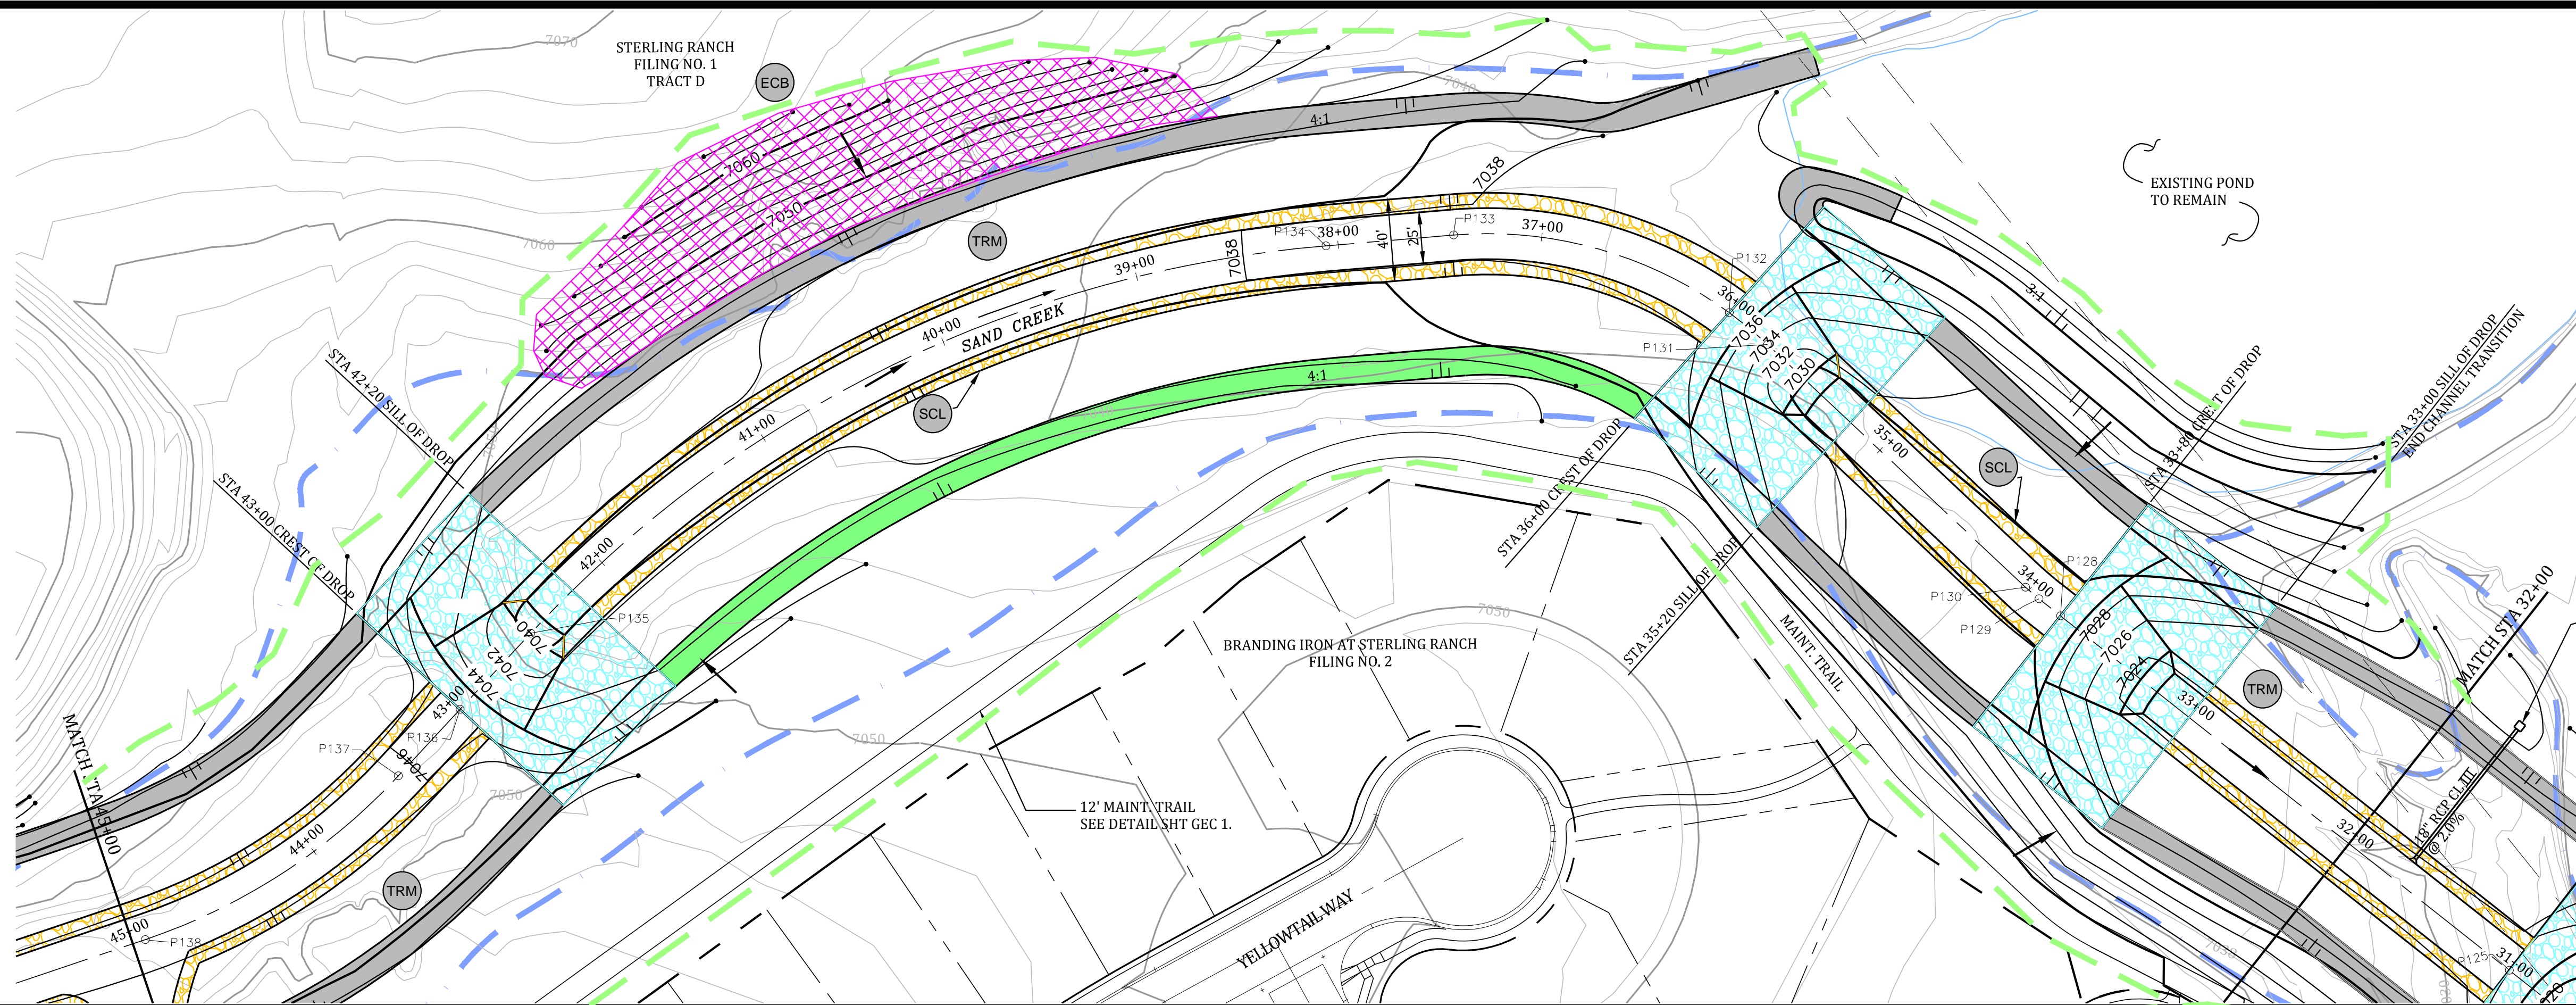 7070
STERLING RANCH
FILING NO. 1
TRACT D
ECB
7040
4:1
7060
7050
7060
TRM
7038
P133
P134
38+00
37+00
40'
25'
7038
39+00
EXISTING POND
TO REMAIN
P132
36+00
P131
7036
7034
7032
7030
3:1
40+00
SAND CREEK
SCL
41+00
4:1
STA 42+20 SILL OF DROP
STA 43+00 CREST OF DROP
42+00
35+00
SCL
STA 36+00 CREST OF DROP
STA 35+20 SILL OF DROP
STA 33+80 CREST OF DROP
STA 33+00 SILL OF DROP
END CHANNEL TRANSITION
34+00
P128
P130
P129
7028
7026
7024
33+00
TRM
MATCH STA 32+00
MAINT. TRAIL
BRANDING IRON AT STERLING RANCH
FILING NO. 2
7050
P135
7040
7042
7044
43+00
P136
P137
7046
7050
7050
12' MAINT. TRAIL
SEE DETAIL SHT GEC 1.
MATCH STA 45+00
44+00
TRM
45+00
P138
YELLOWTAIL WAY
18" RCP CL III
@ 2.0%
32+00
7030
P125
31+00
7020